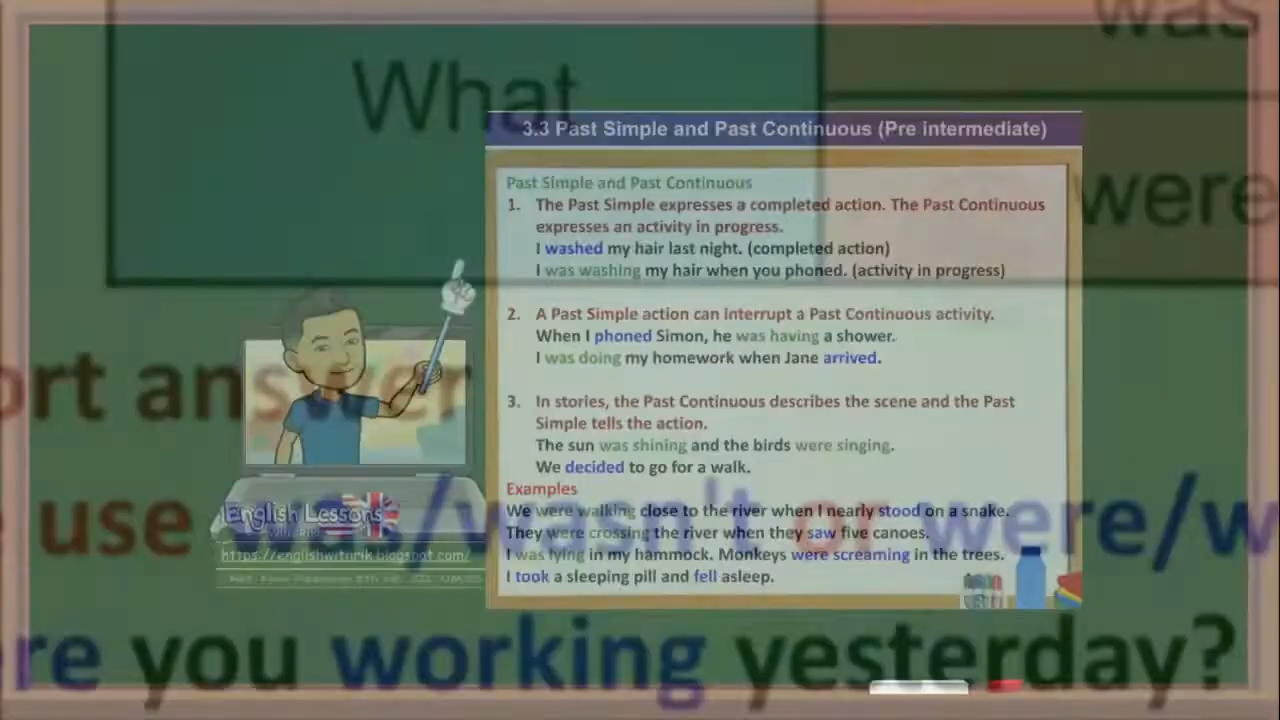 was
What
were
3.3 Past Simple and Past Continuous (Pre intermediate)
Past Simple and Past Continuous
1. The Past Simple expresses a completed action. The Past Continuous
expresses an activity in progress.
I washed my hair last night. (completed action)
I was washing my hair when you phoned. (activity in progress)
2. A Past Simple action can interrupt a Past Continuous activity.
When I phoned Simon, he was having a shower.
I was doing my homework when Jane arrived.
3. In stories, the Past Continuous describes the scene and the Past
Simple tells the action.
The sun was shining and the birds were singing.
We decided to go for a walk.
Examples
We were walking close to the river when I nearly stood on a snake.
They were crossing the river when they saw five canoes.
I was lying in my hammock. Monkeys were screaming in the trees.
I took a sleeping pill and fell asleep.
ort answer
use was/wasn't or were/w
re you working yesterday?
English Lessons